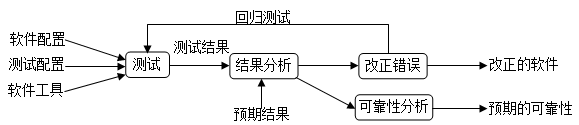 回归测试
软件配置
测试结果
测试配置
测试
结果分析
改正错误
改正的软件
软件工具
预期结果
可靠性分析
预期的可靠性